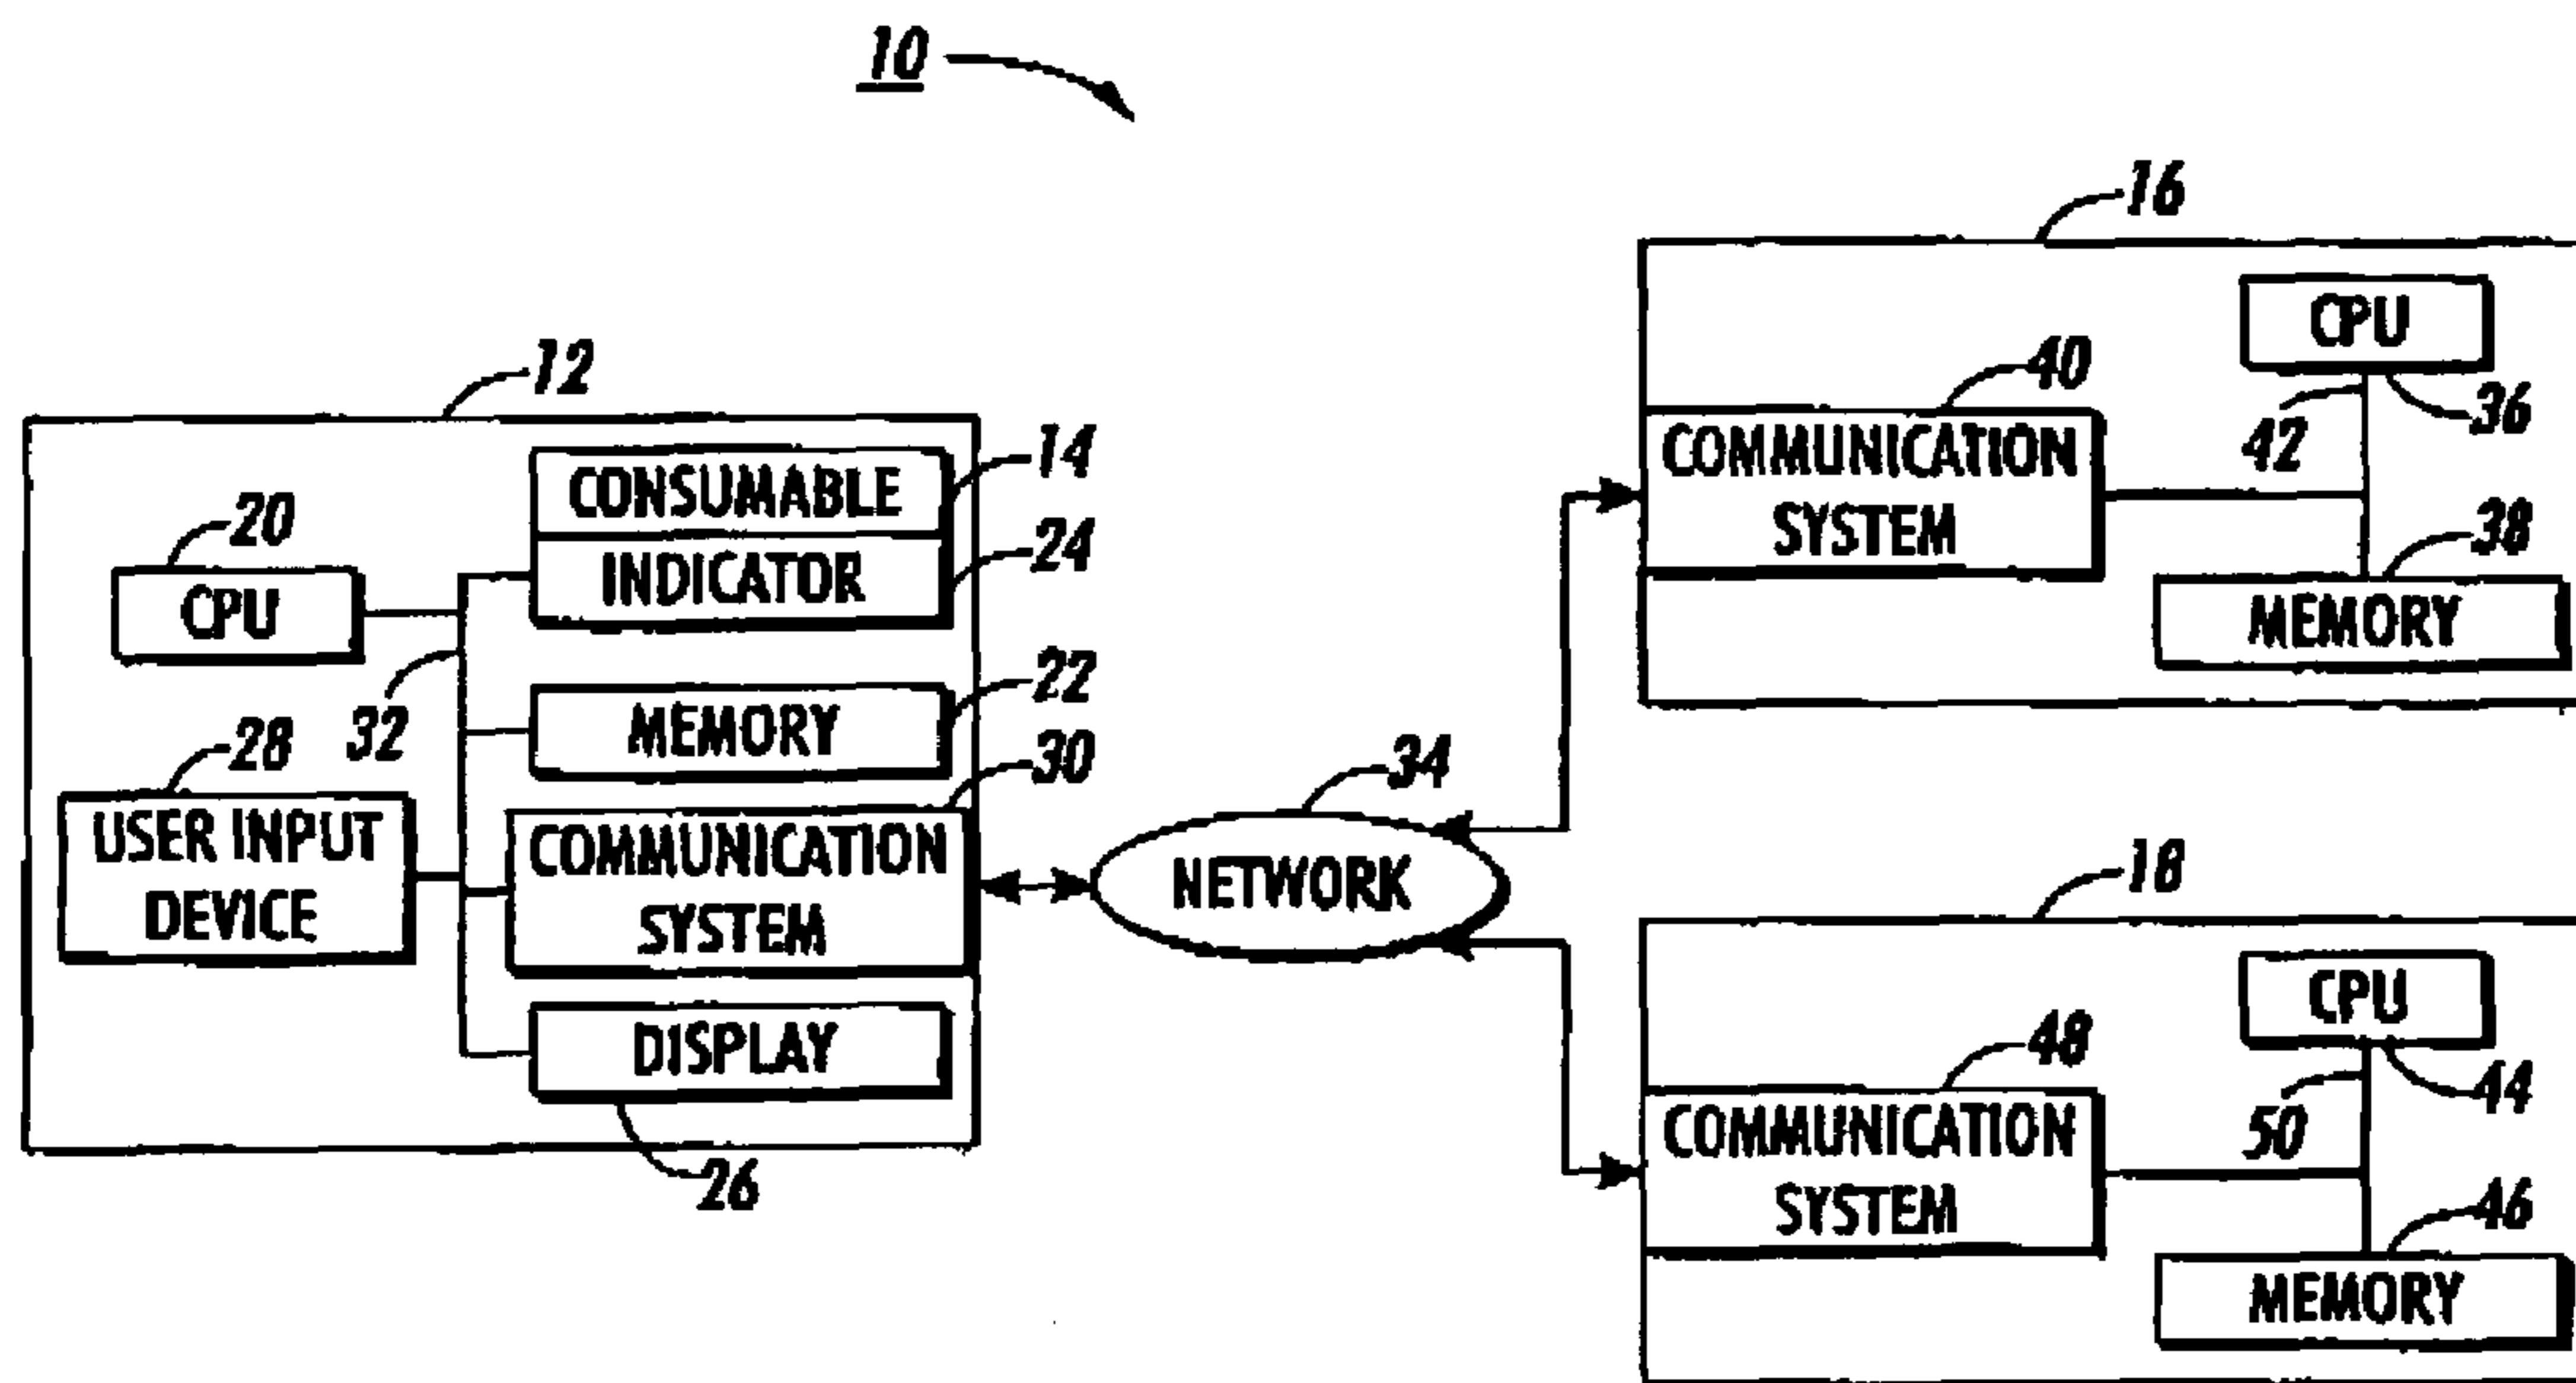 10
16
CPU
36
42
40
COMMUNICATION
SYSTEM
38
MEMORY
12
CONSUMABLE
14
INDICATOR
24
20
CPU
32
MEMORY
22
28
USER INPUT
DEVICE
30
COMMUNICATION
SYSTEM
DISPLAY
26
34
NETWORK
18
CPU
44
50
48
COMMUNICATION
SYSTEM
46
MEMORY